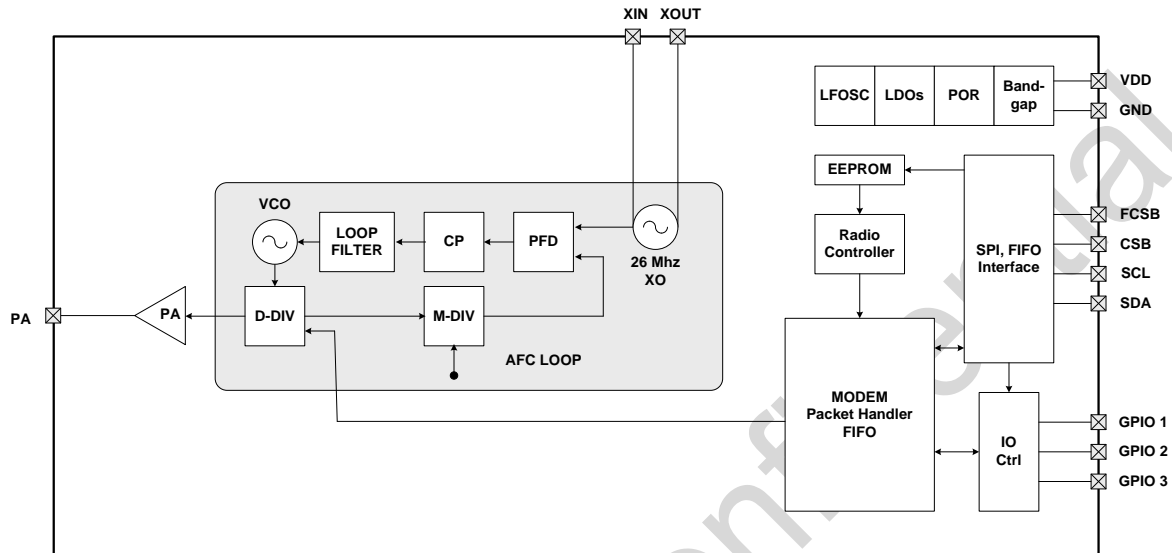 XIN XOUT
LFOSC LDOs POR Band-
gap
VDD
GND
EEPROM
Radio
Controller
SPI, FIFO
Interface
FCSB
CSB
SCL
SDA
VCO
LOOP
FILTER
CP
PFD
26 Mhz
XO
PA
PA
D-DIV
M-DIV
AFC LOOP
MODEM
Packet Handler
FIFO
IO
Ctrl
GPIO 1
GPIO 2
GPIO 3